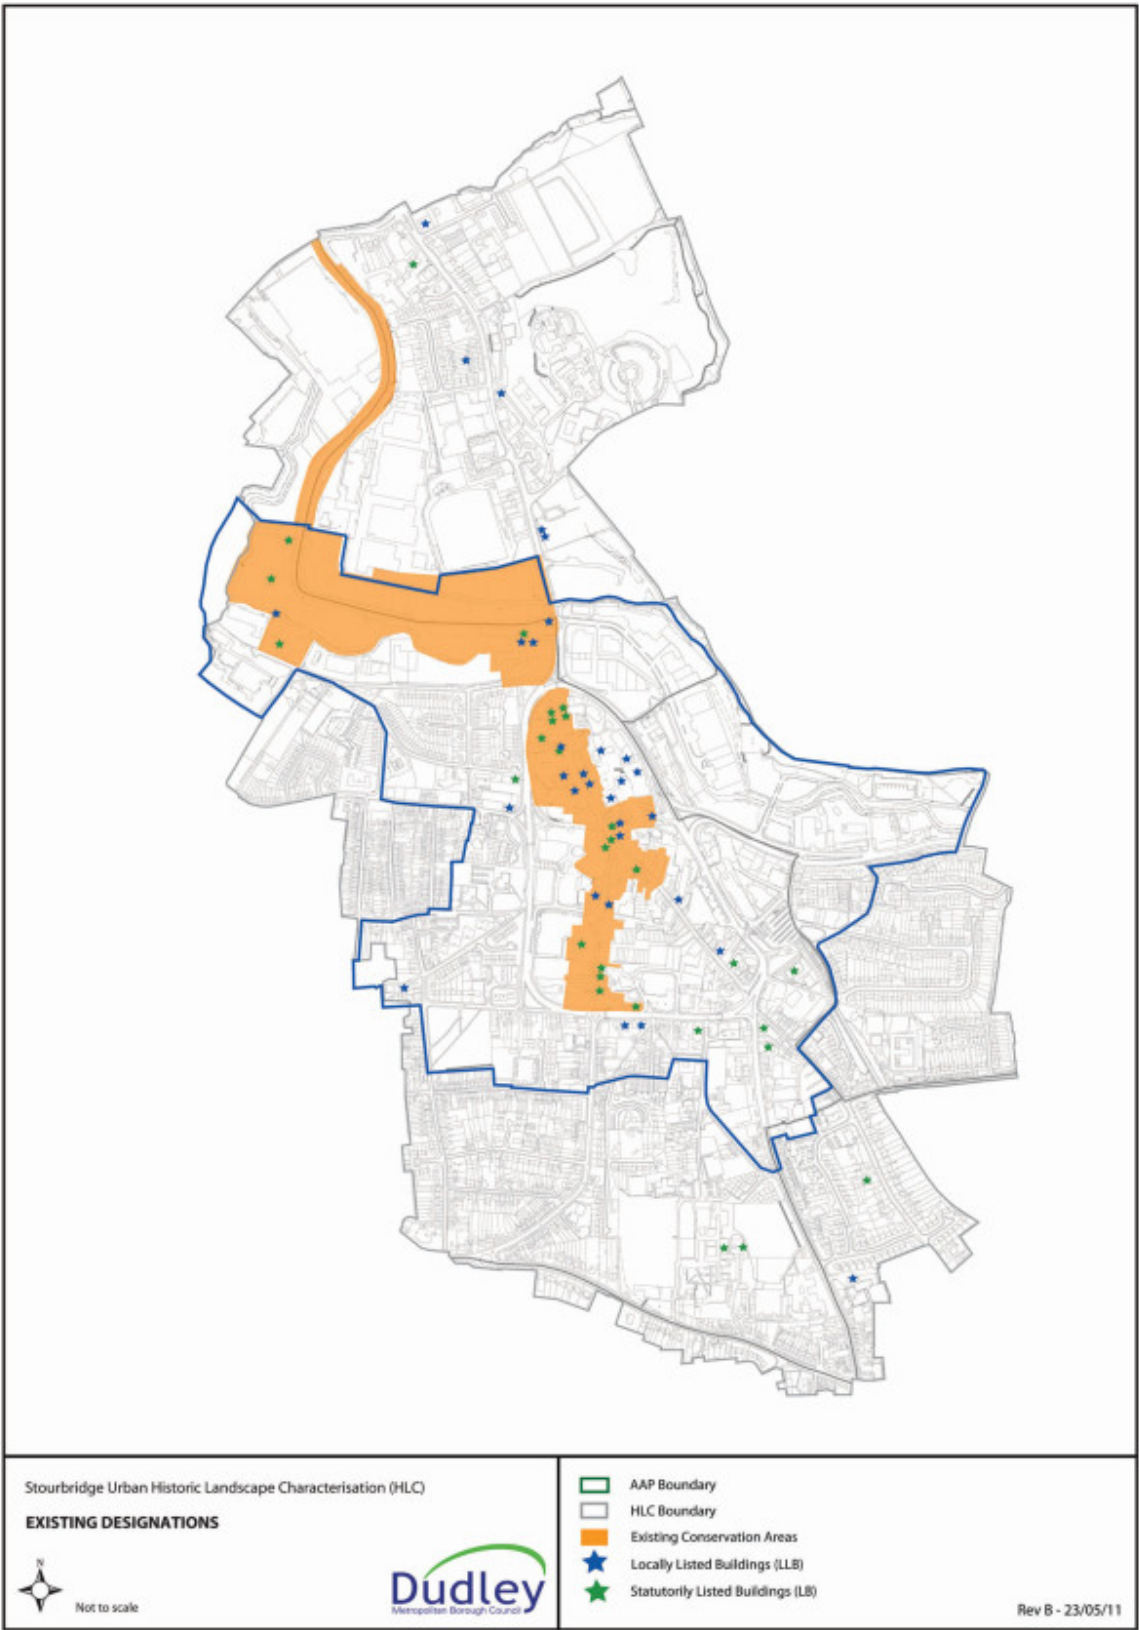 Stourbridge Urban Historic Landscape Characterisation (HLC)
EXISTING DESIGNATIONS
N
Not to scale
Dudley
Metropolitan Borough Council
AAP Boundary
HLC Boundary
Existing Conservation Areas
Locally Listed Buildings (LLB)
Statutorily Listed Buildings (LB)
Rev B - 23/05/11